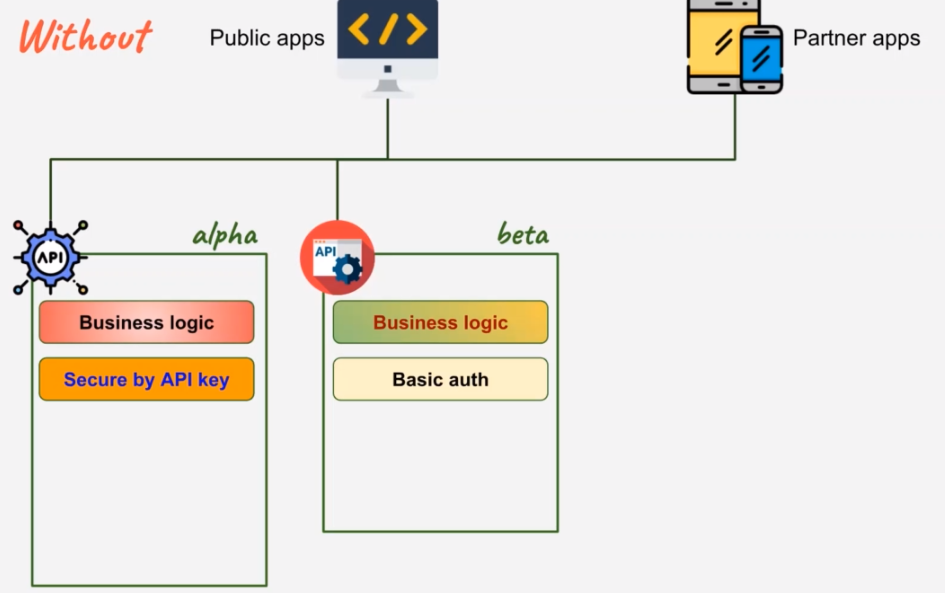 Without
Public apps
Partner apps
alpha
beta
API
API
Business logic
Business logic
Secure by API key
Basic auth